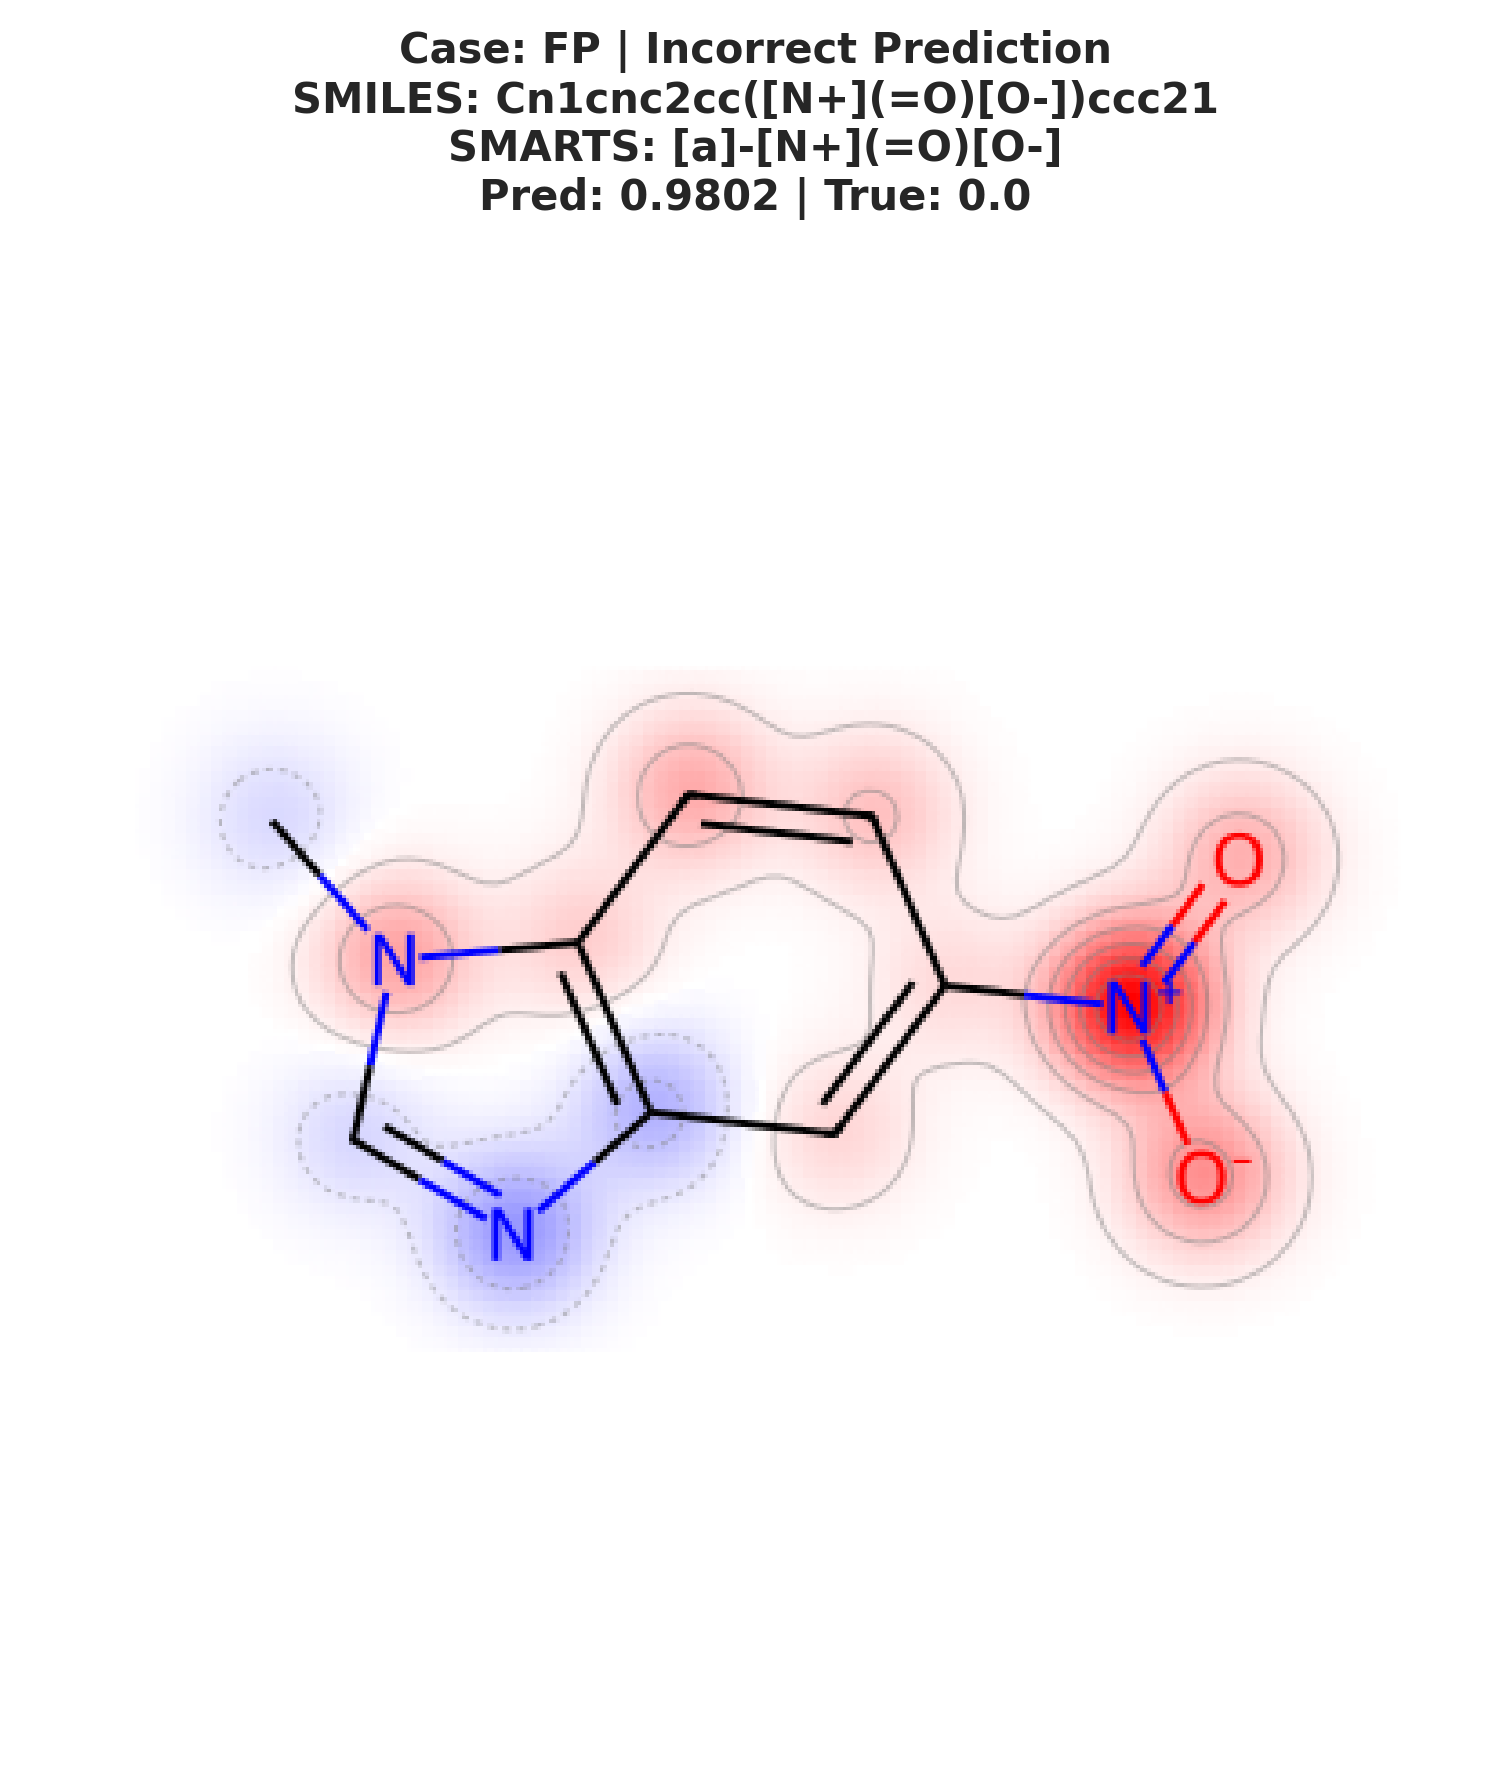 Case: FP | Incorrect Prediction
SMILES: Cn1cnc2cc([N+](=O)[O-])ccc21
SMARTS: [a]-[N+](=O)[O-]
Pred: 0.9802 | True: 0.0
O
N
N+
O−
N